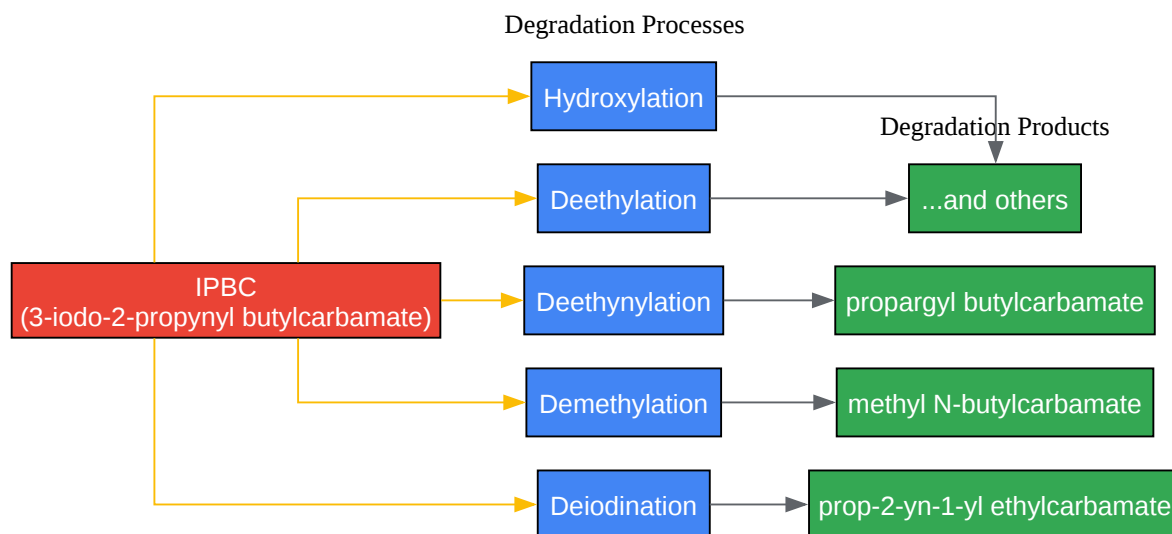 Degradation Processes
Hydroxylation
Degradation Products
Deethylation
...and others
IPBC
(3-iodo-2-propynyl butylcarbamate)
Deethynylation
propargyl butylcarbamate
Demethylation
methyl N-butylcarbamate
Deiodination
prop-2-yn-1-yl ethylcarbamate